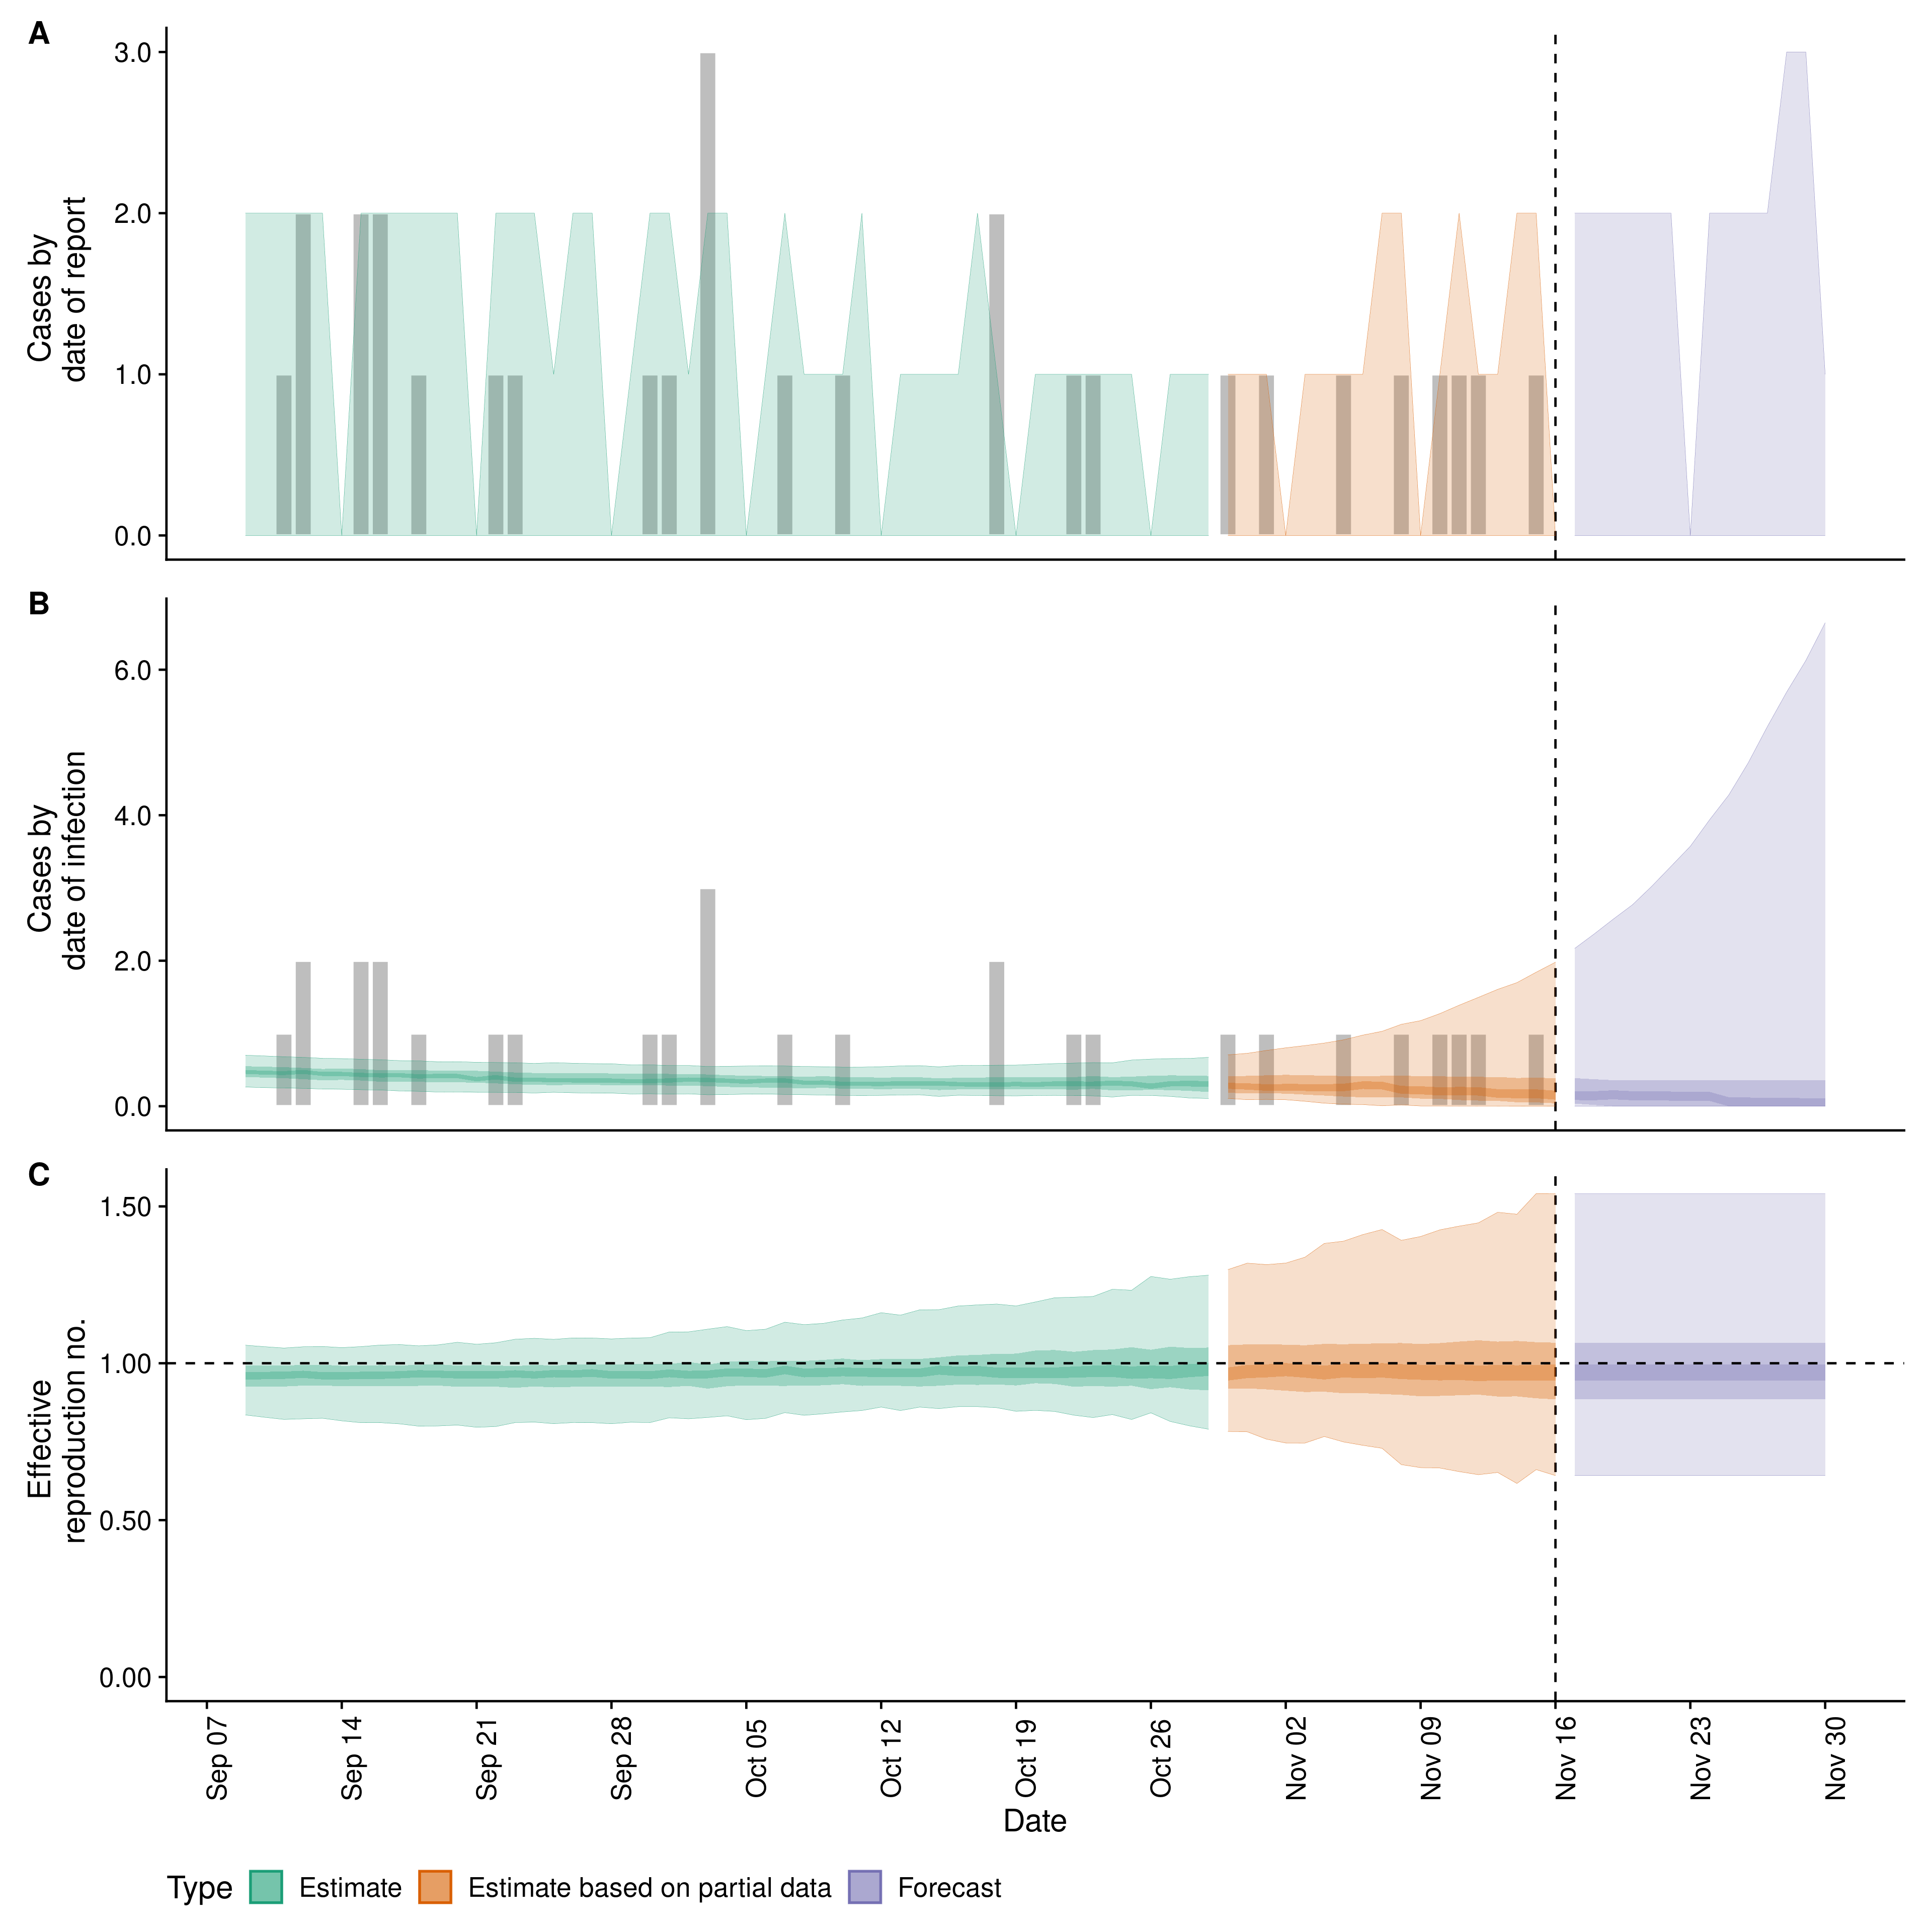 A
3.0
2.0
1.0
0.0
Cases by
date of report
B
6.0
4.0
2.0
0.0
Cases by
date of infection
C
1.50
1.00
0.50
0.00
Effective
reproduction no.
Sep 07
Sep 14
Sep 21
Sep 28
Oct 05
Oct 12
Oct 19
Oct 26
Nov 02
Nov 09
Nov 16
Nov 23
Nov 30
Date
Type Estimate Estimate based on partial data Forecast